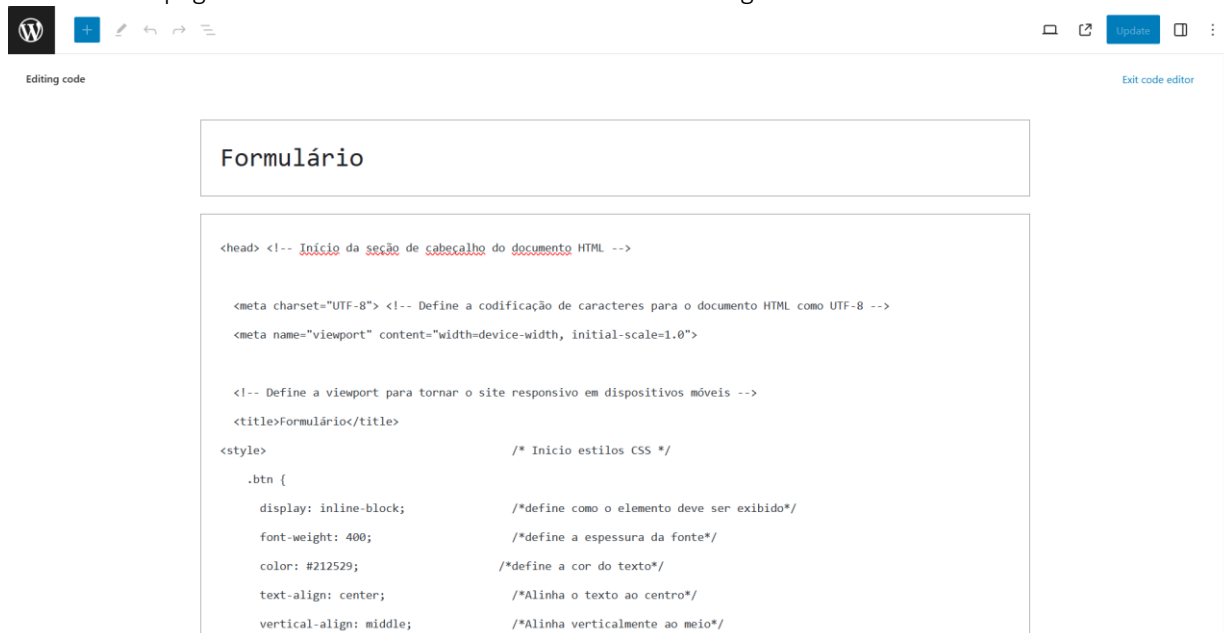 Update
Editing code
Exit code editor
Formulário
<head> <!-- Início da seção de cabeçalho do documento HTML -->
<meta charset="UTF-8"> <!-- Define a codificação de caracteres para o documento HTML como UTF-8 -->
<meta name="viewport" content="width=device-width, initial-scale=1.0">
<!-- Define a viewport para tornar o site responsivo em dispositivos móveis -->
<title>Formulário</title>
<style> /* Inicio estilos CSS */
.btn {
display: inline-block; /*define como o elemento deve ser exibido*/
font-weight: 400; /*define a espessura da fonte*/
color: #212529; /*define a cor do texto*/
text-align: center; /*Alinha o texto ao centro*/
vertical-align: middle; /*Alinha verticalmente ao meio*/